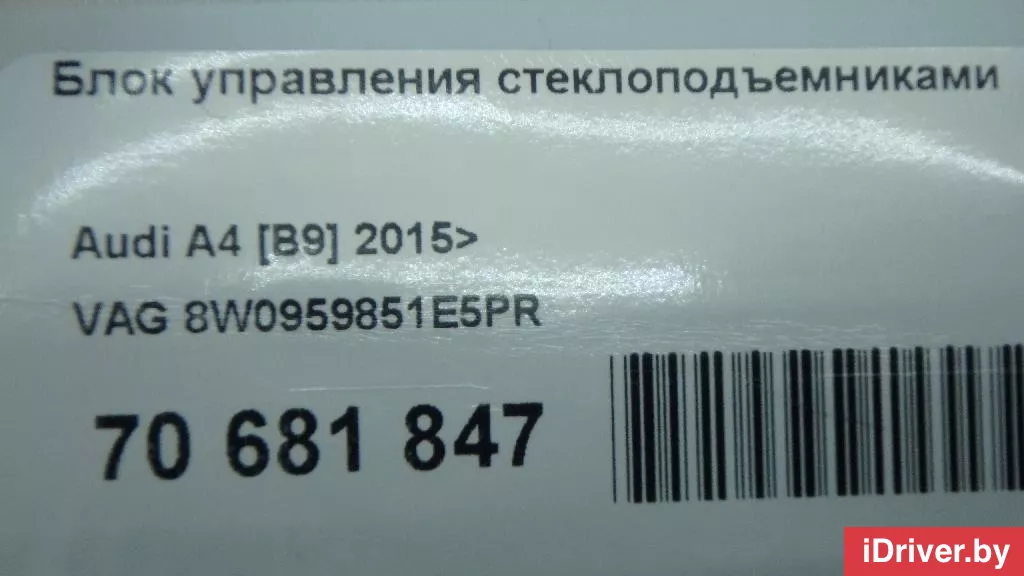 Блок управления стеклоподъемниками
Audi A4 [B9] 2015>
VAG 8W0959851E5PR
70 681 847
iDriver.by